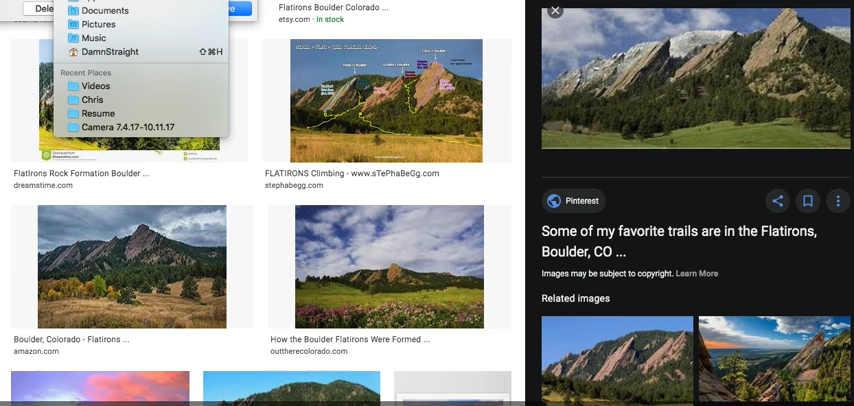 Dele
Documents
Pictures
Music
DamnStraight ⇧⌘H
Recent Places
Videos
Chris
Resume
Camera 7.4.17-10.11.17
FlatIrons Rock Formation Boulder ...
dreamstime.com
Flatirons Boulder Colorado ...
etsy.com · In stock
FLATIRONS Climbing - www.sTePhaBeGg.com
stephabegg.com
Boulder, Colorado - Flatirons ...
amazon.com
How the Boulder Flatirons Were Formed ...
outtherecolorado.com
Pinterest
Some of my favorite trails are in the Flatirons,
Boulder, CO ...
Images may be subject to copyright. Learn More
Related images